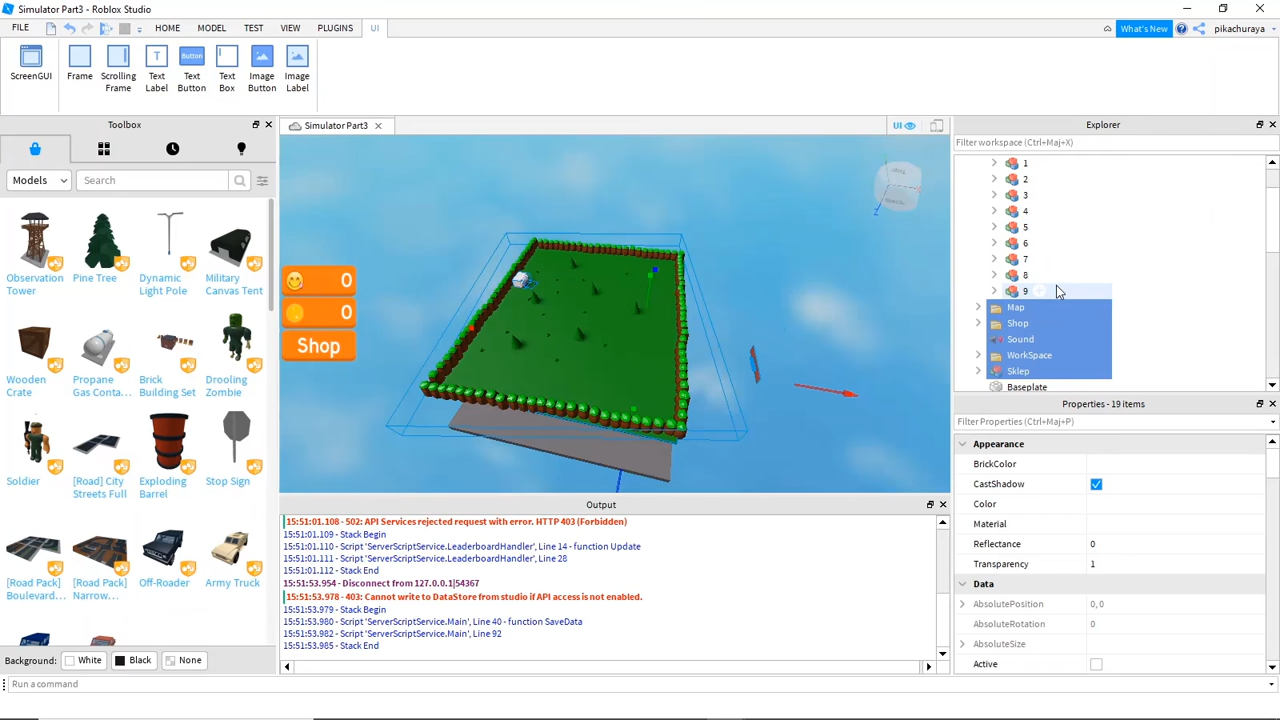 Simulator Part3 - Roblox Studio
FILE HOME MODEL TEST VIEW PLUGINS UI What's New pikachuraya
ScreenGUI Frame Scrolling Frame Text Label Text Button Text Box Image Button Image Label
Button
Toolbox
Models Search
Observation Tower Pine Tree Dynamic Light Pole Military Canvas Tent
Wooden Crate Propane Gas Conta... Brick Building Set Drooling Zombie
Soldier [Road] City Streets Full Exploding Barrel Stop Sign
[Road Pack] Boulevard... [Road Pack] Narrow... Off-Roader Army Truck
Background: White Black None
Simulator Part3
UI
0
0
Shop
Z
Output
15:51:01.108 - 502: API Services rejected request with error. HTTP 403 (Forbidden)
15:51:01.109 - Stack Begin
15:51:01.110 - Script 'ServerScriptService.LeaderboardHandler', Line 14 - function Update
15:51:01.111 - Script 'ServerScriptService.LeaderboardHandler', Line 28
15:51:01.112 - Stack End
15:51:53.954 - Disconnect from 127.0.0.1|54367
15:51:53.978 - 403: Cannot write to DataStore from studio if API access is not enabled.
15:51:53.979 - Stack Begin
15:51:53.980 - Script 'ServerScriptService.Main', Line 40 - function SaveData
15:51:53.982 - Script 'ServerScriptService.Main', Line 92
15:51:53.985 - Stack End
Explorer
Filter workspace (Ctrl+Maj+X)
1
2
3
4
5
6
7
8
9
Map
Shop
Sound
WorkSpace
Sklep
Baseplate
Properties - 19 items
Filter Properties (Ctrl+Maj+P)
Appearance
BrickColor
CastShadow
Color
Material
Reflectance 0
Transparency 1
Data
AbsolutePosition 0, 0
AbsoluteRotation 0
AbsoluteSize
Active
Run a command